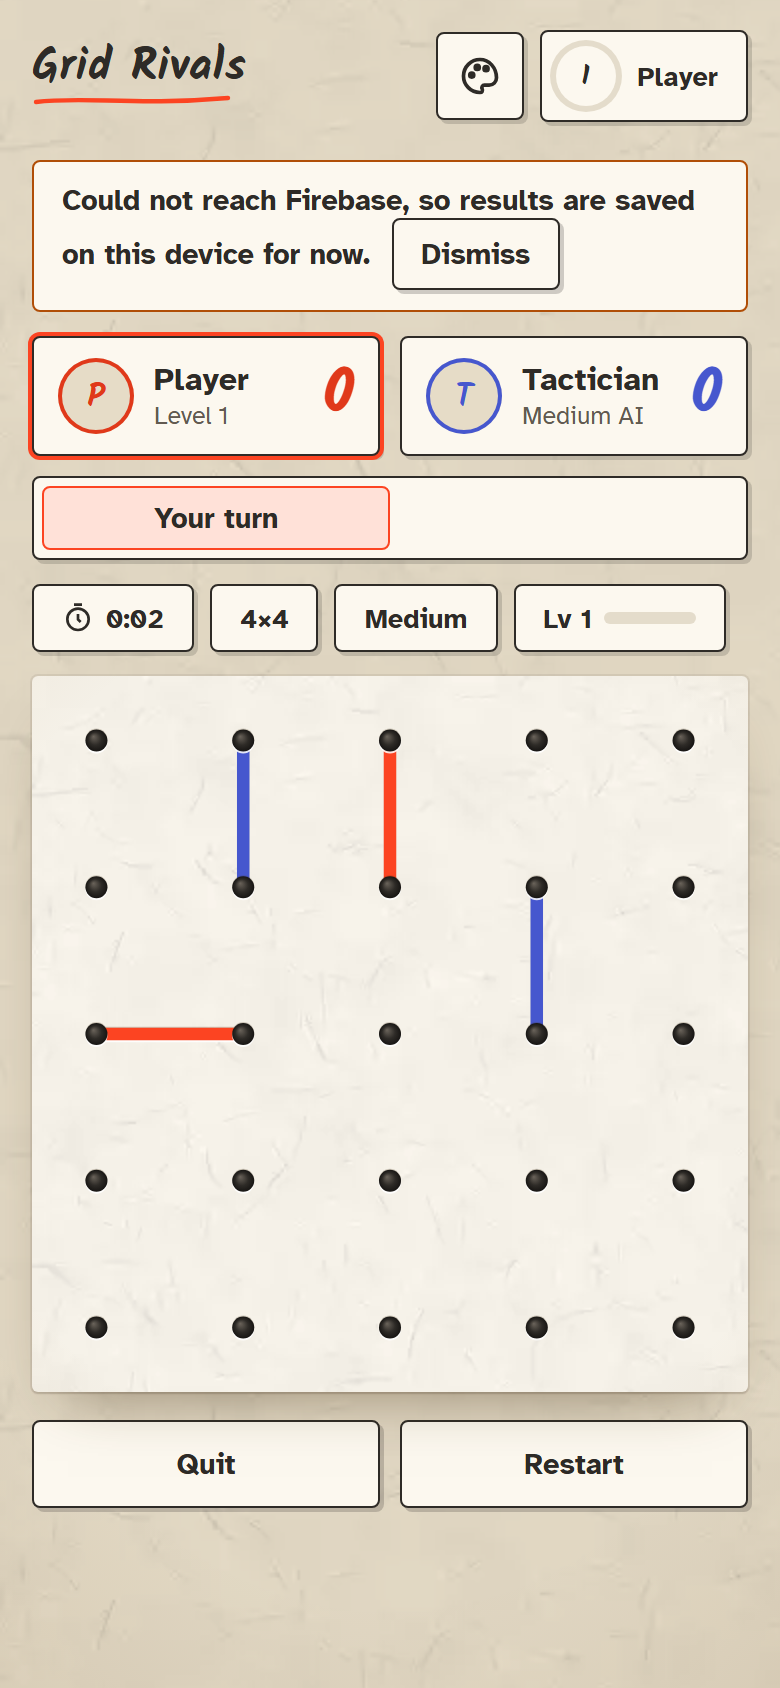 Grid Rivals
1
Player
Could not reach Firebase, so results are saved
on this device for now. Dismiss
P
Player
Level 1
0
T
Tactician
Medium AI
0
Your turn
0:02
4×4
Medium
Lv 1
Quit
Restart